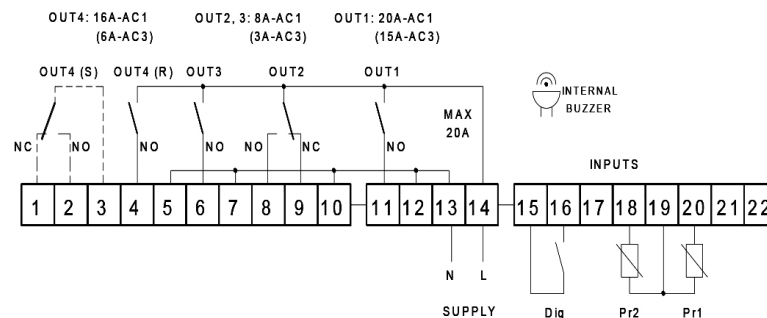 OUT4: 16A-AC1 OUT2, 3: 8A-AC1 OUT1: 20A-AC1
(6A-AC3) (3A-AC3) (15A-AC3)
OUT4 (S) OUT4 (R) OUT3 OUT2 OUT1
INTERNAL
BUZZER
MAX
20A
NC NO NO NO NO NC NO
INPUTS
1 2 3 4 5 6 7 8 9 10 11 12 13 14 15 16 17 18 19 20 21 22
N L
SUPPLY Dig Pr2 Pr1